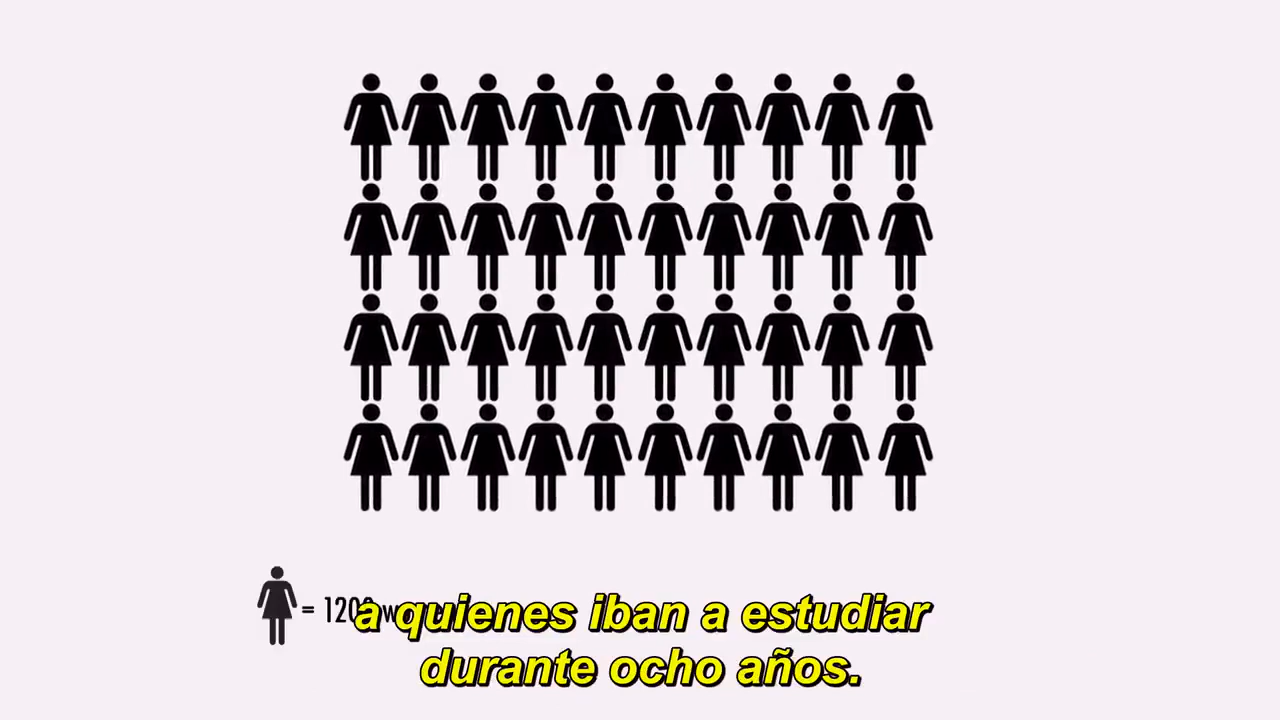 = 120
a quienes iban a estudiar
durante ocho años.